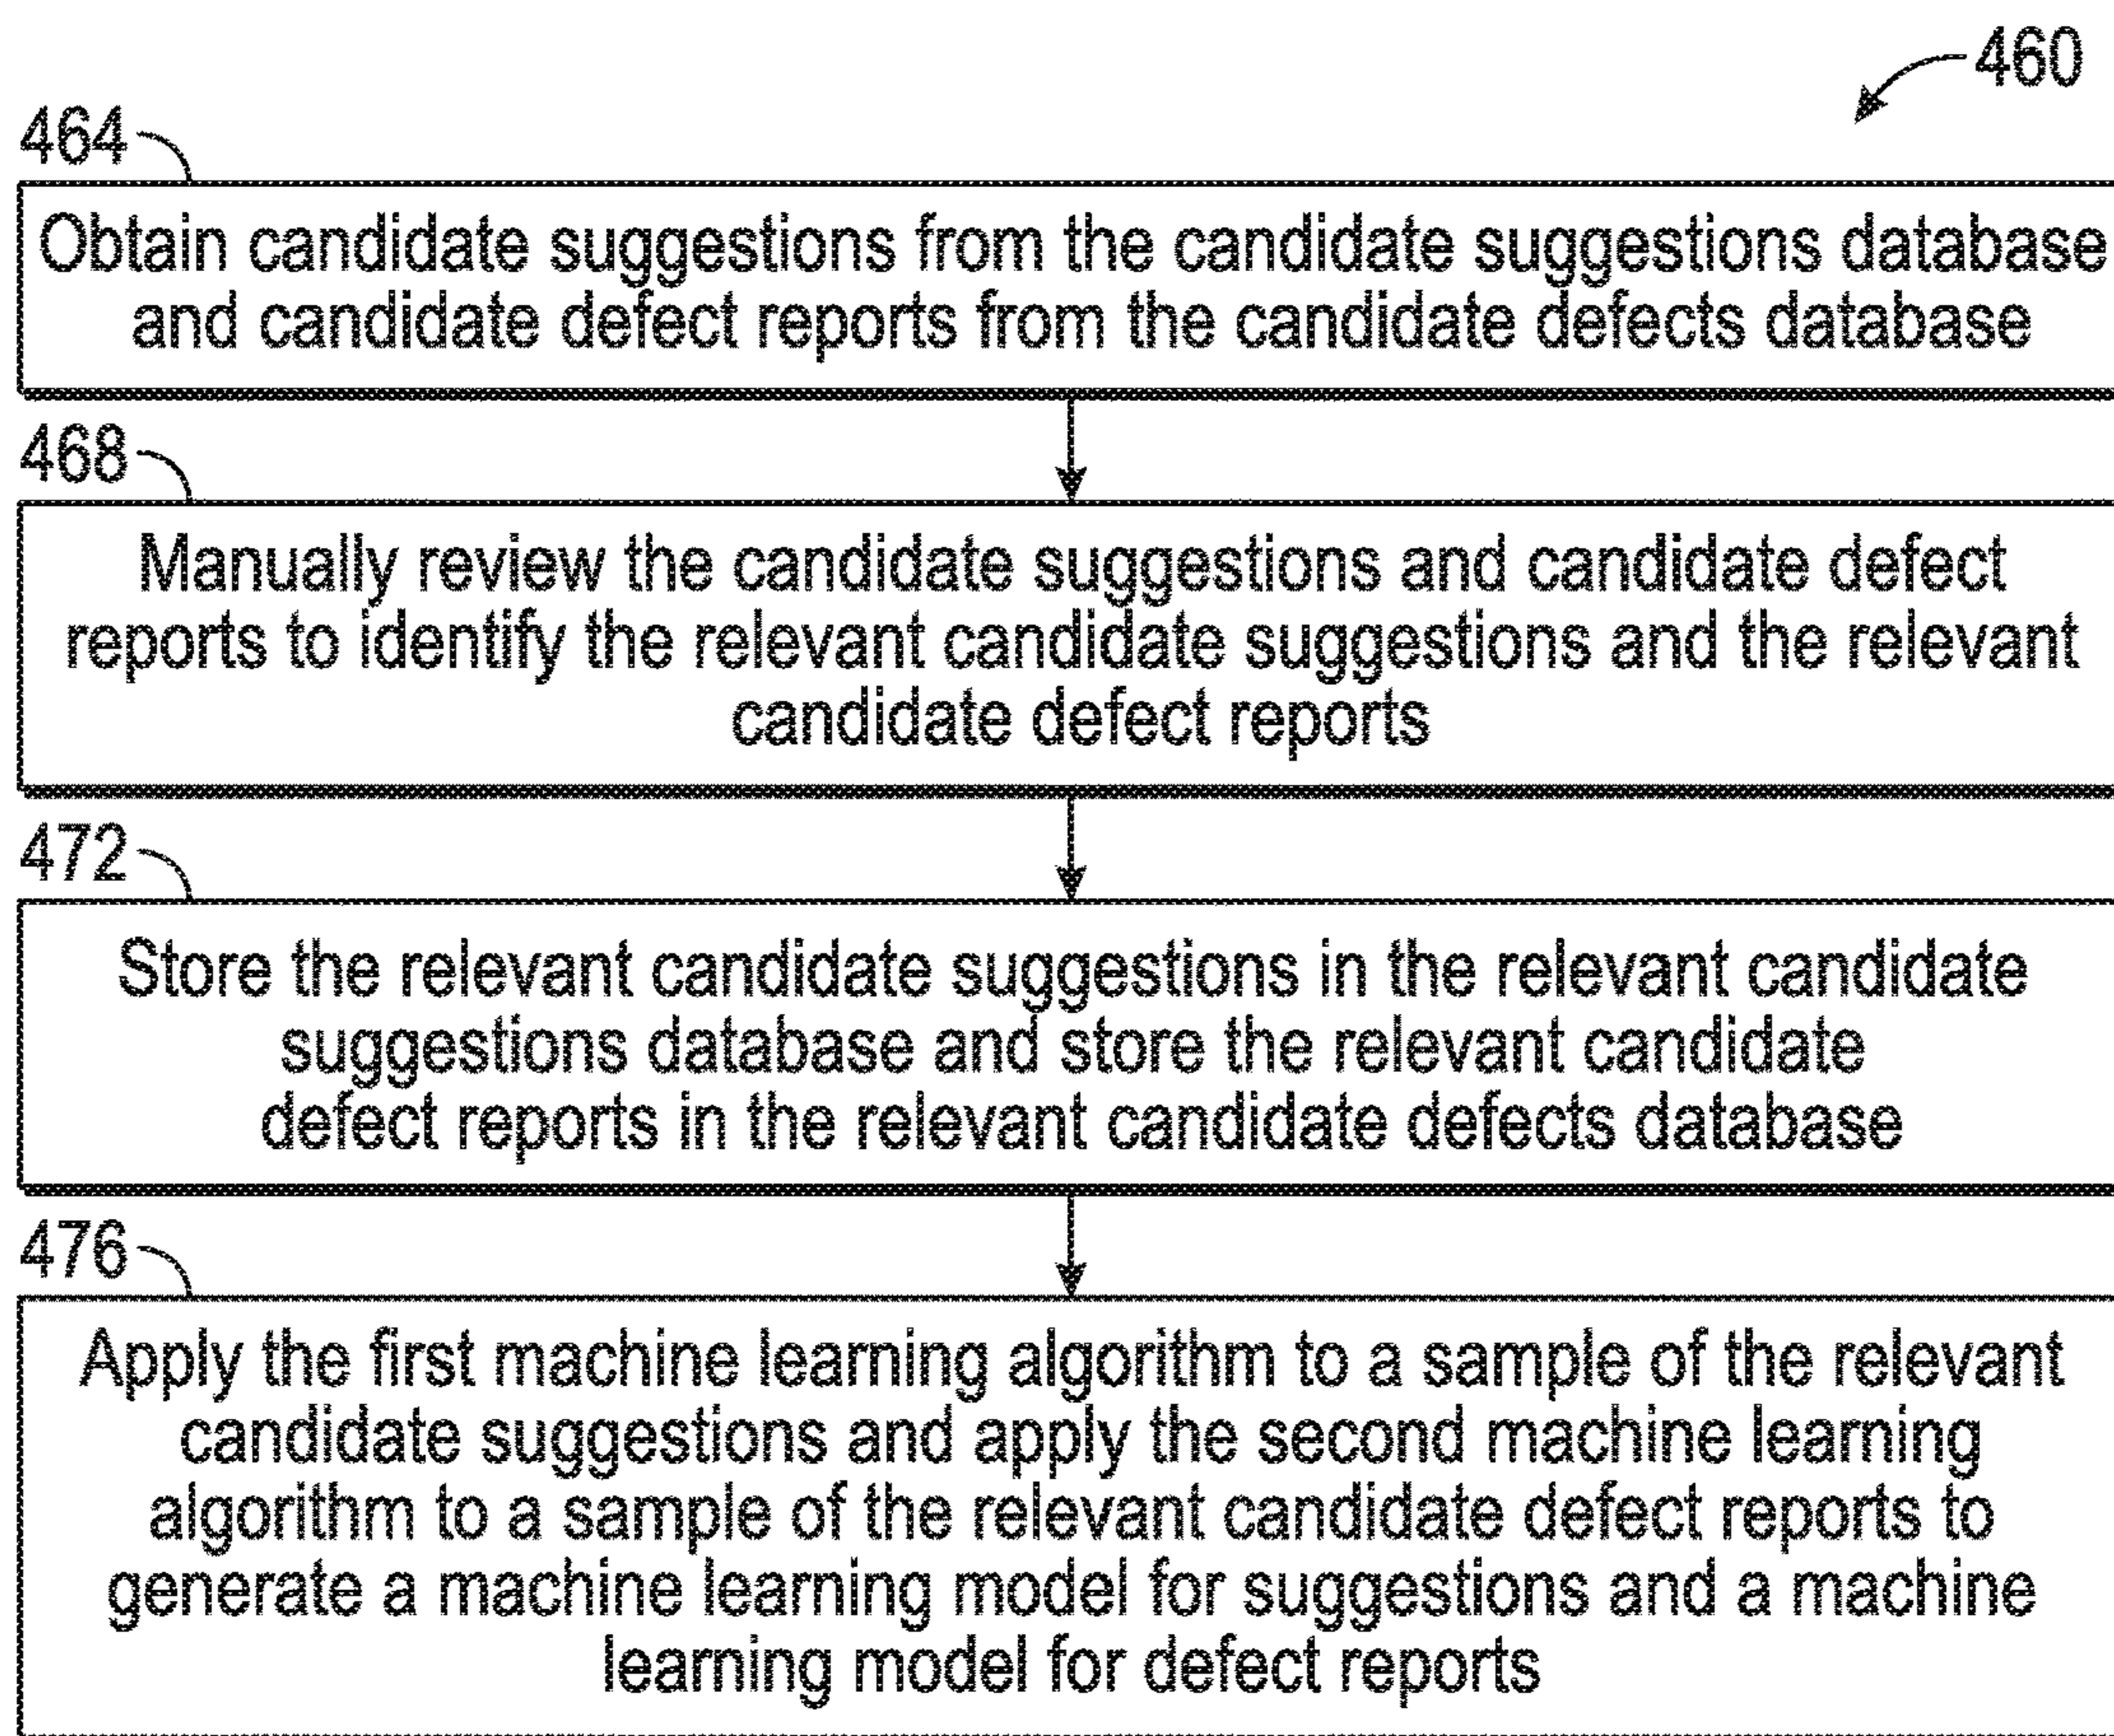 460
464
Obtain candidate suggestions from the candidate suggestions database
and candidate defect reports from the candidate defects database
468
Manually review the candidate suggestions and candidate defect
reports to identify the relevant candidate suggestions and the relevant
candidate defect reports
472
Store the relevant candidate suggestions in the relevant candidate
suggestions database and store the relevant candidate
defect reports in the relevant candidate defects database
476
Apply the first machine learning algorithm to a sample of the relevant
candidate suggestions and apply the second machine learning
algorithm to a sample of the relevant candidate defect reports to
generate a machine learning model for suggestions and a machine
learning model for defect reports